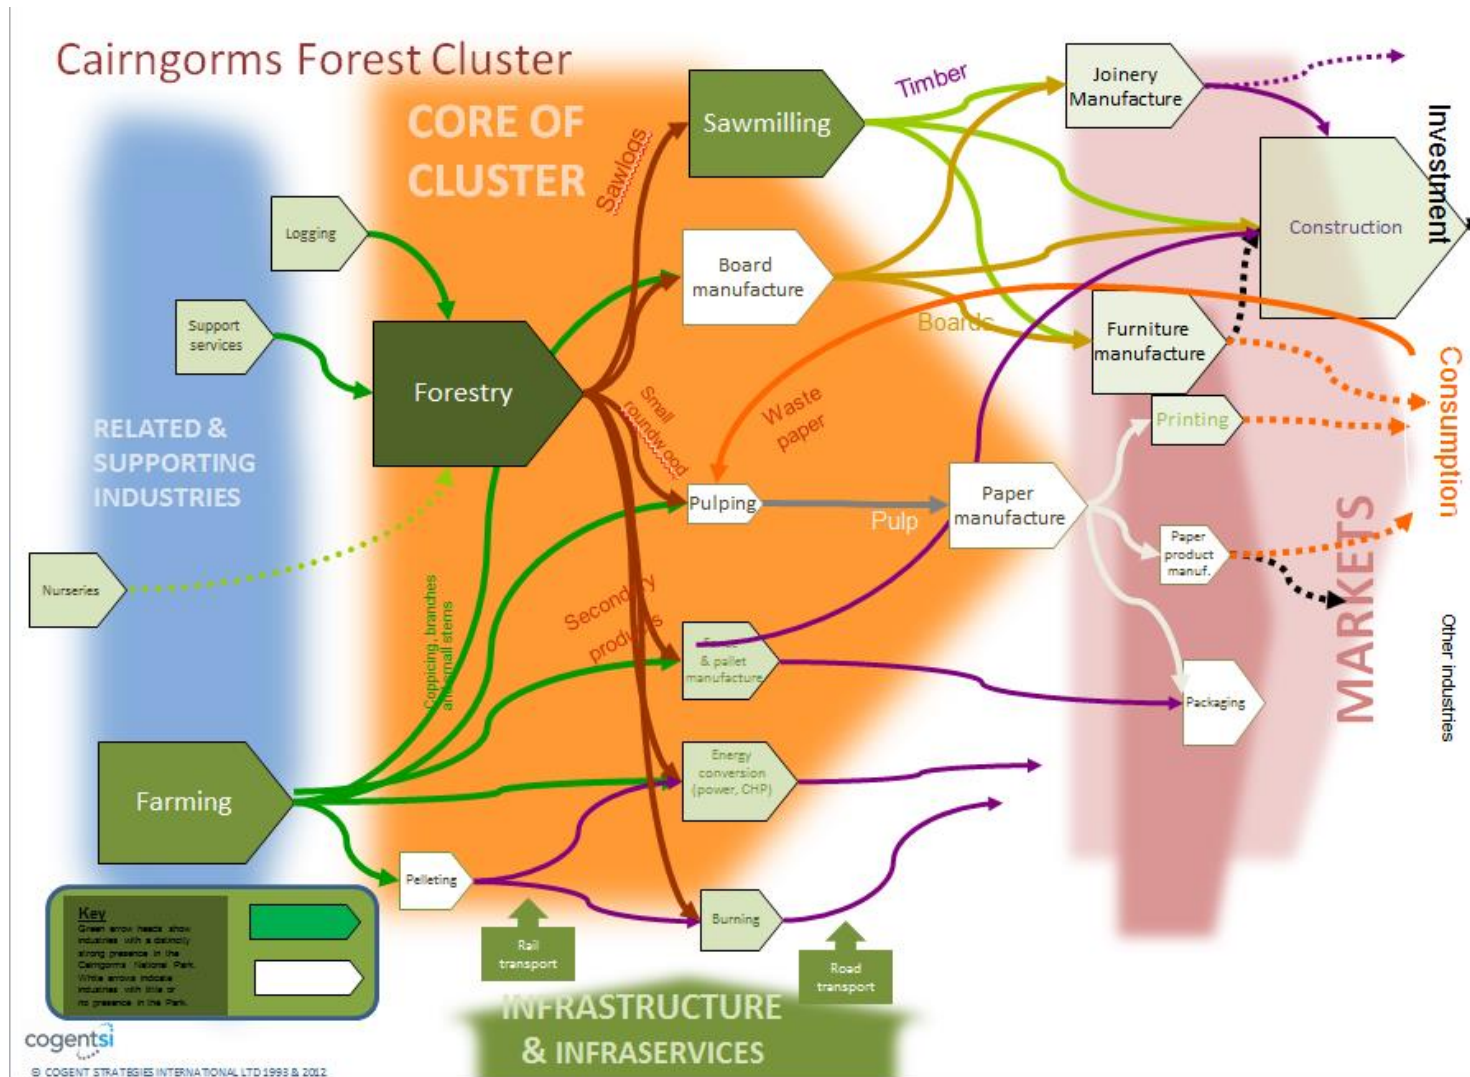 Cairngorms Forest Cluster
CORE OF
CLUSTER
Sawlogs
Sawmilling
Timber
Joinery
Manufacture
Investment
Logging
Board
manufacture
Construction
Support
services
Forestry
Boards
Furniture
manufacture
Consumption
RELATED &
SUPPORTING
INDUSTRIES
Small
roundwood
Waste
paper
Printing
Pulping
Pulp
Paper
manufacture
MARKETS
Paper
product
manuf.
Nurseries
Coppicing, branches
and small stems
Secondary
products
& pallet
manufacture
Packaging
Other industries
Farming
Energy
conversion
(power, CHP)
Pelleting
Burning
Rail
transport
Road
transport
Key
Green arrow heads show
industries with a distinctly
strong presence in the
Cairngorms National Park.
White arrows indicate
industries with little or
no presence in the Park.
INFRASTRUCTURE
& INFRASERVICES
cogentsi
© COGENT STRATEGIES INTERNATIONAL LTD 1993 & 2012